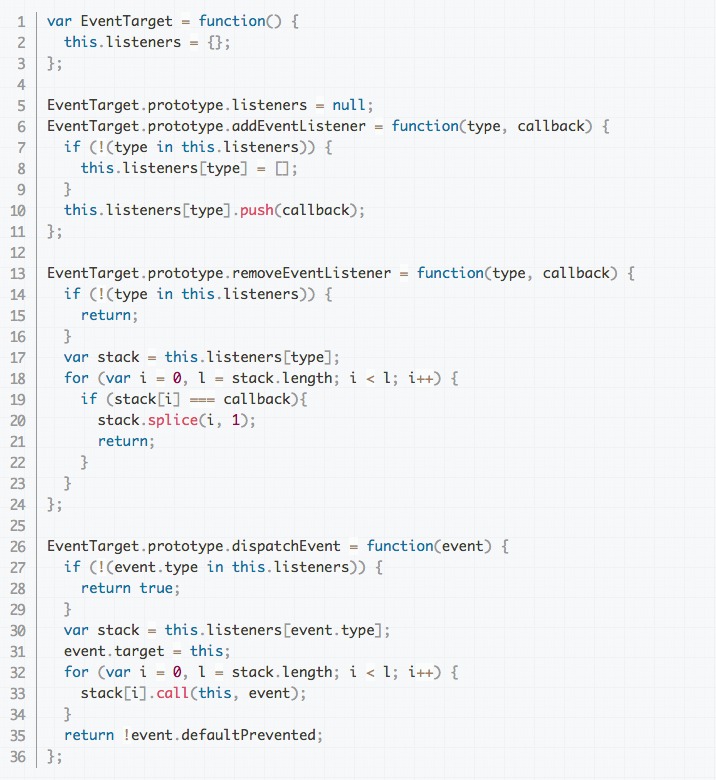 1 var EventTarget = function() {
2   this.listeners = {};
3 };
4
5 EventTarget.prototype.listeners = null;
6 EventTarget.prototype.addEventListener = function(type, callback) {
7   if (!(type in this.listeners)) {
8     this.listeners[type] = [];
9   }
10   this.listeners[type].push(callback);
11 };
12
13 EventTarget.prototype.removeEventListener = function(type, callback) {
14   if (!(type in this.listeners)) {
15     return;
16   }
17   var stack = this.listeners[type];
18   for (var i = 0, l = stack.length; i < l; i++) {
19     if (stack[i] === callback){
20       stack.splice(i, 1);
21       return;
22     }
23   }
24 };
25
26 EventTarget.prototype.dispatchEvent = function(event) {
27   if (!(event.type in this.listeners)) {
28     return true;
29   }
30   var stack = this.listeners[event.type];
31   event.target = this;
32   for (var i = 0, l = stack.length; i < l; i++) {
33     stack[i].call(this, event);
34   }
35   return !event.defaultPrevented;
36 };